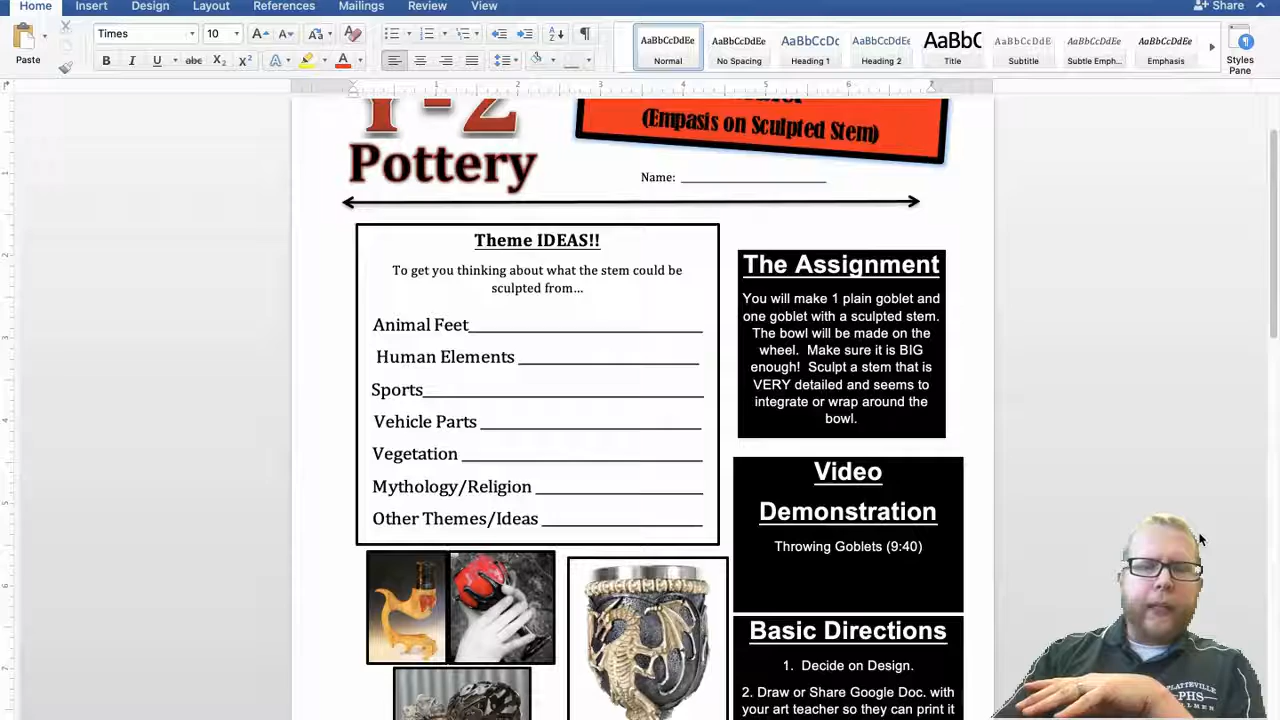 Home Insert Design Layout References Mailings Review View Share
Times 10
Paste
AaBbCcDdEe AaBbCcDdEe AaBbCcDc AaBbCcDdEe AaBbC AaBbCcDdEe AaBbCcDdEe AaBbCcDdEe
Normal No Spacing Heading 1 Heading 2 Title Subtitle Subtle Emph... Emphasis Styles Pane
(Empasis on Sculpted Stem)
Pottery
Name:
Theme IDEAS!!
To get you thinking about what the stem could be
sculpted from...
Animal Feet
Human Elements
Sports
Vehicle Parts
Vegetation
Mythology/Religion
Other Themes/Ideas
The Assignment
You will make 1 plain goblet and
one goblet with a sculpted stem.
The bowl will be made on the
wheel. Make sure it is BIG
enough! Sculpt a stem that is
VERY detailed and seems to
integrate or wrap around the
bowl.
Video
Demonstration
Throwing Goblets (9:40)
Basic Directions
1. Decide on Design.
2. Draw or Share Google Doc. with
your art teacher so they can print it
PLATTEVILLE
PHS